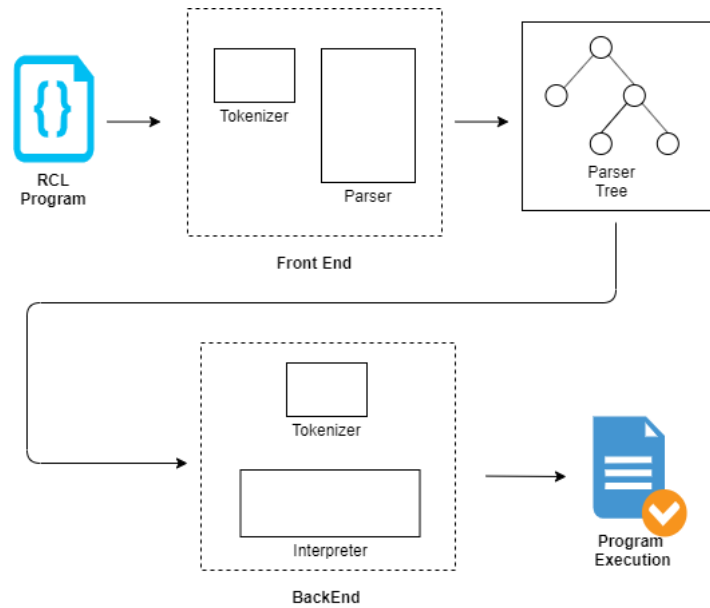 {}
RCL
Program
Tokenizer
Parser
Front End
Parser
Tree
Tokenizer
Interpreter
BackEnd
Program
Execution